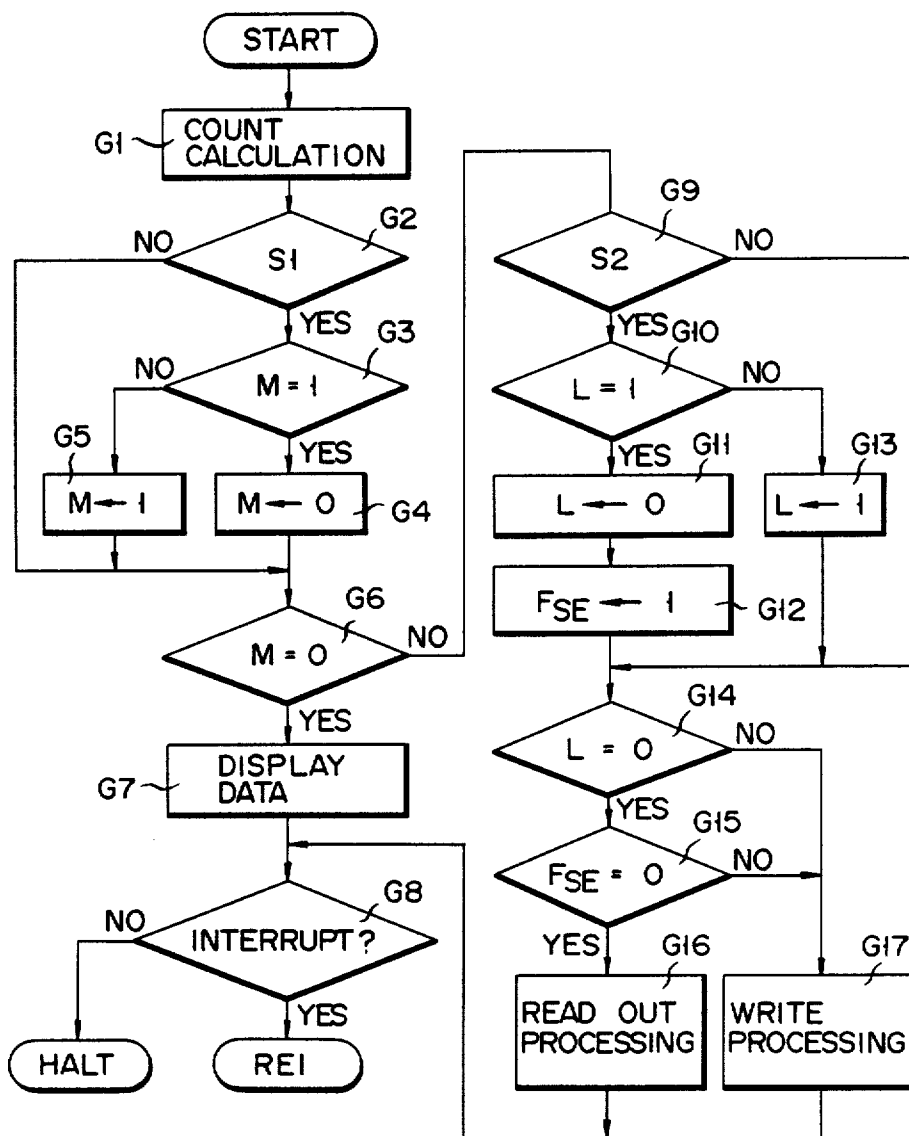 START
G1
COUNT
CALCULATION
G2
NO
S1
YES
G3
NO
M = 1
G5
YES
M ← 1
M ← 0
G4
G6
M = 0
NO
YES
G7
DISPLAY
DATA
G8
NO
INTERRUPT?
YES
HALT
REI
G9
S2
NO
YES
G10
L = 1
NO
YES
G11
G13
L ← 0
L ← 1
FSE ← 1
G12
G14
L = 0
NO
YES
G15
FSE = 0
NO
YES
G16
G17
READ OUT
PROCESSING
WRITE
PROCESSING